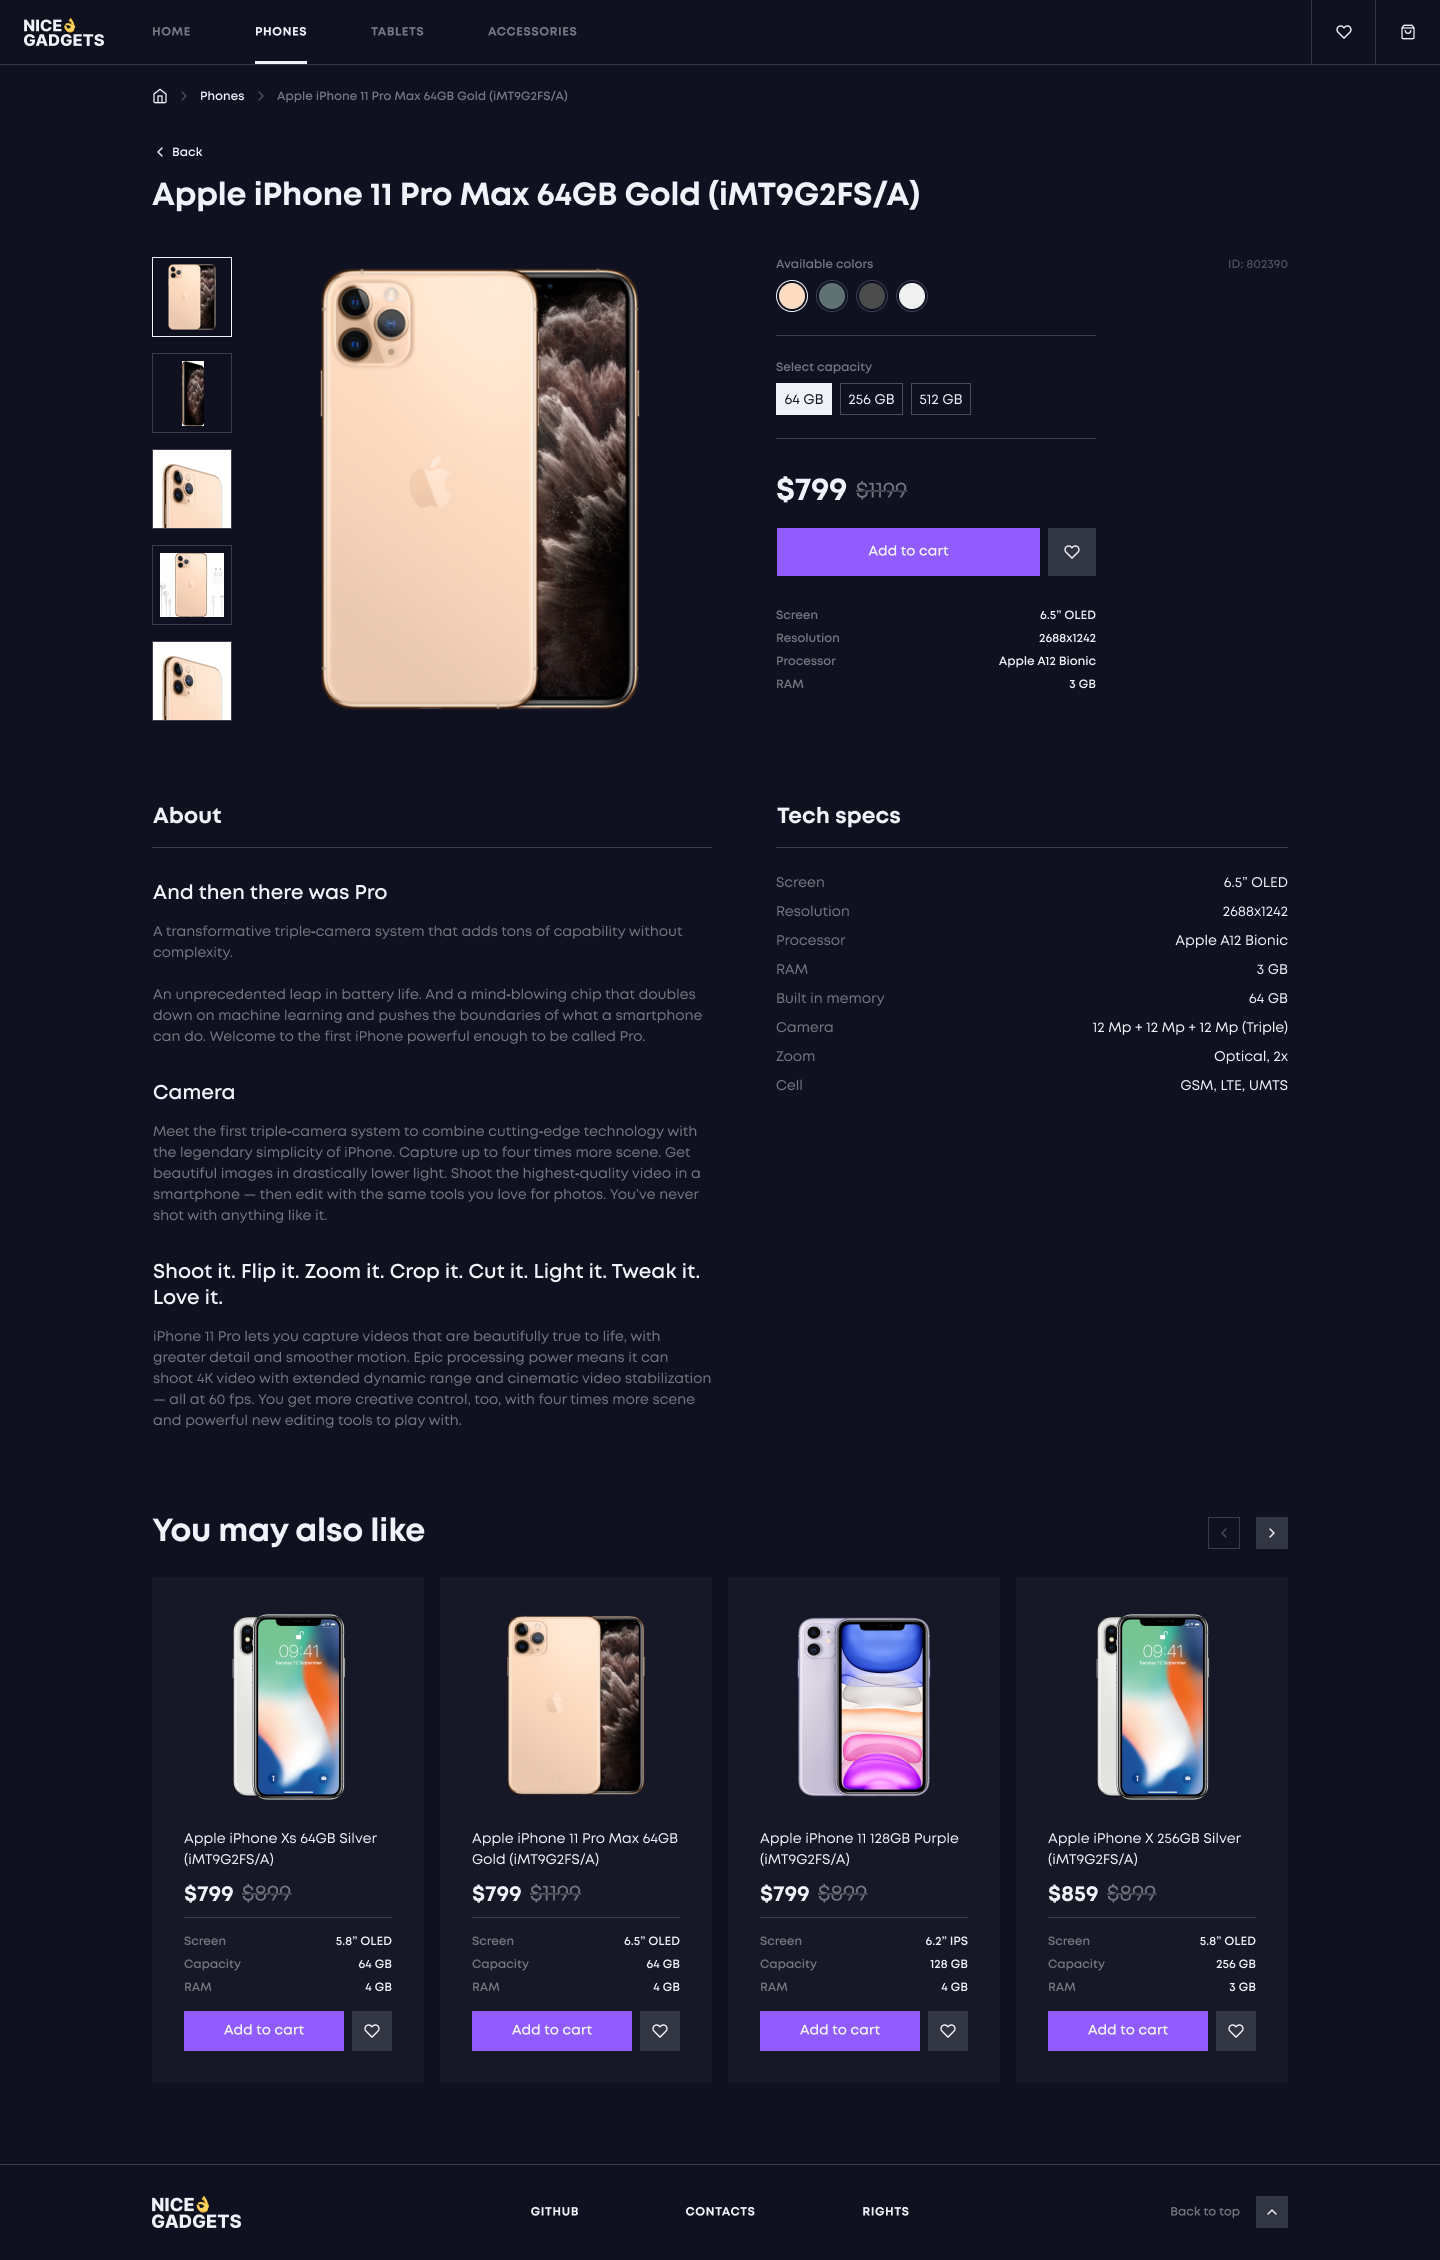 NICE👌
GADGETS
HOME PHONES TABLETS ACCESSORIES
Phones Apple iPhone 11 Pro Max 64GB Gold (iMT9G2FS/A)
Back
Apple iPhone 11 Pro Max 64GB Gold (iMT9G2FS/A)
Available colors
ID: 802390
Select capacity
64 GB 256 GB 512 GB
$799 $1199
Add to cart
Screen 6.5” OLED
Resolution 2688x1242
Processor Apple A12 Bionic
RAM 3 GB
About
And then there was Pro
A transformative triple-camera system that adds tons of capability without
complexity.
An unprecedented leap in battery life. And a mind-blowing chip that doubles
down on machine learning and pushes the boundaries of what a smartphone
can do. Welcome to the first iPhone powerful enough to be called Pro.
Camera
Meet the first triple-camera system to combine cutting-edge technology with
the legendary simplicity of iPhone. Capture up to four times more scene. Get
beautiful images in drastically lower light. Shoot the highest-quality video in a
smartphone — then edit with the same tools you love for photos. You’ve never
shot with anything like it.
Shoot it. Flip it. Zoom it. Crop it. Cut it. Light it. Tweak it.
Love it.
iPhone 11 Pro lets you capture videos that are beautifully true to life, with
greater detail and smoother motion. Epic processing power means it can
shoot 4K video with extended dynamic range and cinematic video stabilization
— all at 60 fps. You get more creative control, too, with four times more scene
and powerful new editing tools to play with.
Tech specs
Screen 6.5” OLED
Resolution 2688x1242
Processor Apple A12 Bionic
RAM 3 GB
Built in memory 64 GB
Camera 12 Mp + 12 Mp + 12 Mp (Triple)
Zoom Optical, 2x
Cell GSM, LTE, UMTS
You may also like
09:41
Apple iPhone Xs 64GB Silver
(iMT9G2FS/A)
$799 $899
Screen 5.8” OLED
Capacity 64 GB
RAM 4 GB
Add to cart
Apple iPhone 11 Pro Max 64GB
Gold (iMT9G2FS/A)
$799 $1199
Screen 6.5” OLED
Capacity 64 GB
RAM 4 GB
Add to cart
Apple iPhone 11 128GB Purple
(iMT9G2FS/A)
$799 $899
Screen 6.2” IPS
Capacity 128 GB
RAM 4 GB
Add to cart
09:41
Apple iPhone X 256GB Silver
(iMT9G2FS/A)
$859 $899
Screen 5.8” OLED
Capacity 256 GB
RAM 3 GB
Add to cart
NICE👌
GADGETS
GITHUB CONTACTS RIGHTS
Back to top